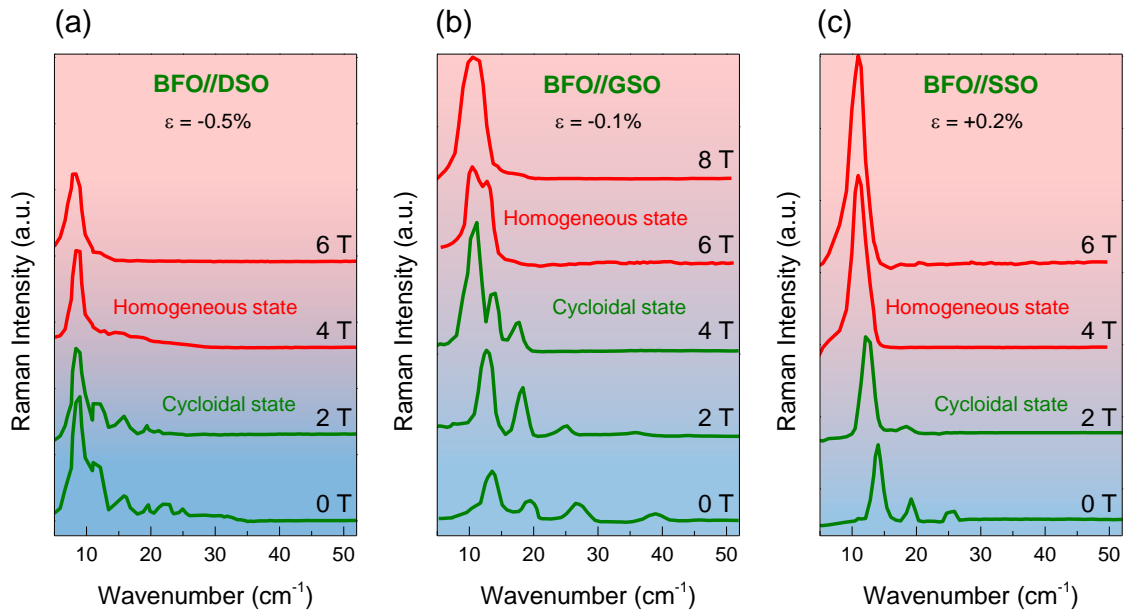 (a)
BFO//DSO
ε = -0.5%
6 T
Homogeneous state
4 T
Cycloidal state
2 T
0 T
Raman Intensity (a.u.)
10 20 30 40 50
Wavenumber (cm⁻¹)
(b)
BFO//GSO
ε = -0.1%
8 T
Homogeneous state
6 T
Cycloidal state
4 T
2 T
0 T
Raman Intensity (a.u.)
10 20 30 40 50
Wavenumber (cm⁻¹)
(c)
BFO//SSO
ε = +0.2%
6 T
Homogeneous state
4 T
Cycloidal state
2 T
0 T
Raman Intensity (a.u.)
10 20 30 40 50
Wavenumber (cm⁻¹)